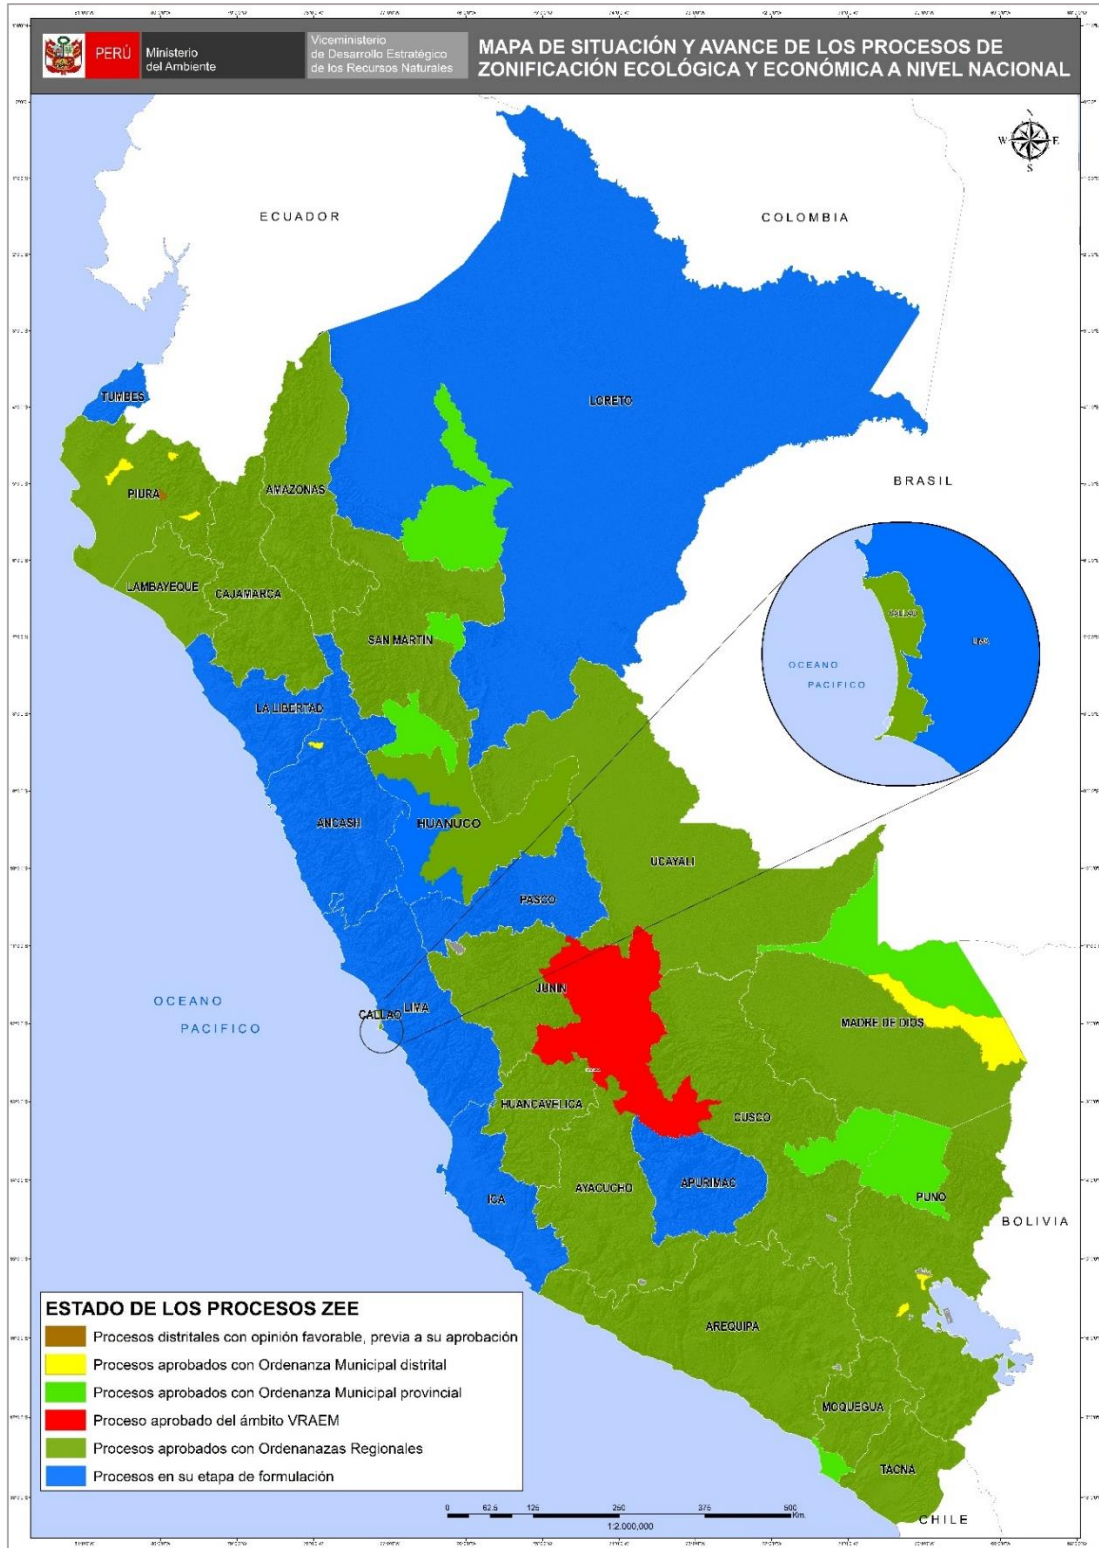 PERÚ
Ministerio
del Ambiente
Viceministerio
de Desarrollo Estratégico
de los Recursos Naturales
MAPA DE SITUACIÓN Y AVANCE DE LOS PROCESOS DE
ZONIFICACIÓN ECOLÓGICA Y ECONÓMICA A NIVEL NACIONAL
N
W E
S
ECUADOR
COLOMBIA
TUMBES
LORETO
BRASIL
PIURA
AMAZONAS
LAMBAYEQUE
CAJAMARCA
SAN MARTIN
CALLAO
LIMA
OCEANO
PACIFICO
LA LIBERTAD
ANCASH
HUANUCO
UCAYALI
PASCO
JUNIN
OCEANO
PACIFICO
CALLAO
LIMA
MADRE DE DIOS
HUANCAVELICA
CUSCO
ICA
AYACUCHO
APURIMAC
PUNO
BOLIVIA
AREQUIPA
MOQUEGUA
TACNA
CHILE
ESTADO DE LOS PROCESOS ZEE
Procesos distritales con opinión favorable, previa a su aprobación
Procesos aprobados con Ordenanza Municipal distrital
Procesos aprobados con Ordenanza Municipal provincial
Proceso aprobado del ámbito VRAEM
Procesos aprobados con Ordenanazas Regionales
Procesos en su etapa de formulación
0 62.5 125 250 375 500
Km.
1:2.000,000